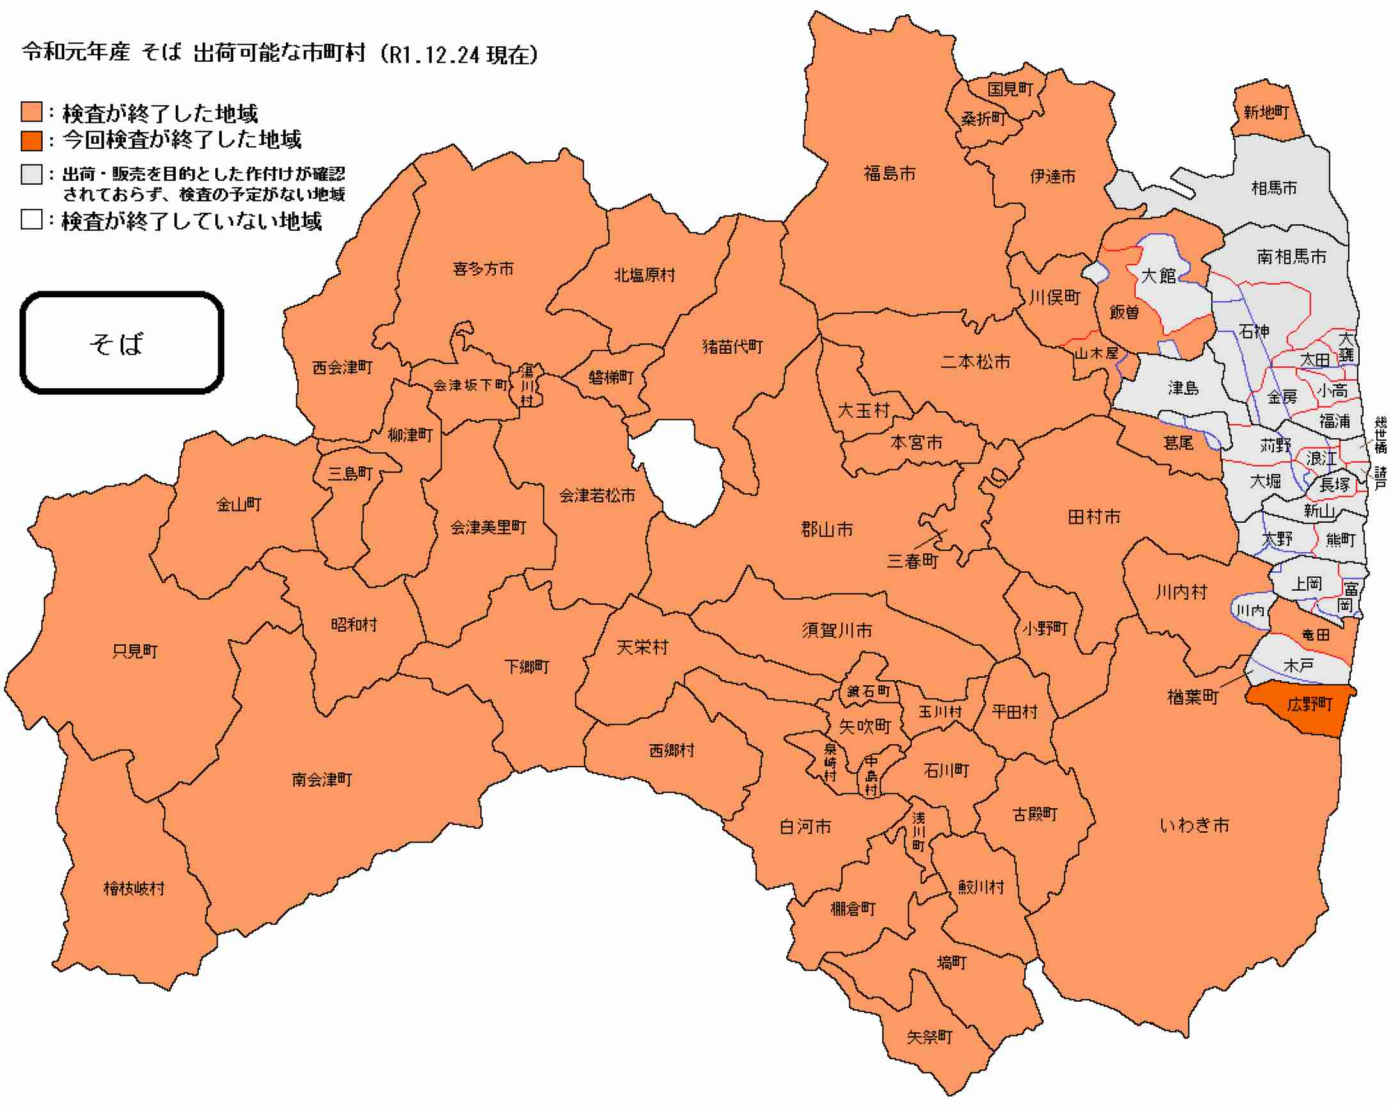 令和元年産 そば 出荷可能な市町村（R1.12.24 現在）
：検査が終了した地域
：今回検査が終了した地域
：出荷・販売を目的とした作付けが確認
されておらず、検査の予定がない地域
：検査が終了していない地域
そば
国見町
桑折町
新地町
福島市
伊達市
相馬市
喜多方市
北塩原村
川俣町
大館
南相馬市
飯曽
石神
西会津町
猪苗代町
二本松市
山木屋
太田
大甕
会津坂下町
湯川村
磐梯町
津島
金房
小高
大玉村
福浦
柳津町
本宮市
葛尾
苅野
幾世橋
浪江
三島町
請戸
金山町
会津若松市
大堀
長塚
会津美里町
郡山市
田村市
新山
大野
熊町
三春町
上岡
富岡
川内村
川内
昭和村
只見町
下郷町
天栄村
須賀川市
小野町
竜田
木戸
楢葉町
広野町
鏡石町
玉川村
平田村
矢吹町
西郷村
泉崎村
中島村
石川町
南会津町
白河市
浅川町
古殿町
いわき市
檜枝岐村
棚倉町
鮫川村
塙町
矢祭町